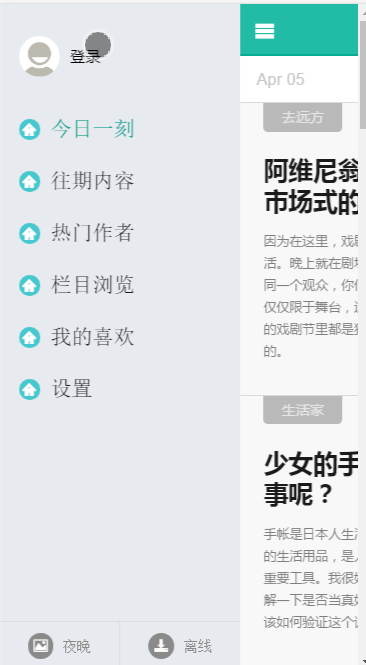 登录
今日一刻
往期内容
热门作者
栏目浏览
我的喜欢
设置
夜晚
离线
Apr 05
去远方
阿维尼翁
市场式的
因为在这里，戏剧
活。晚上就在剧场
同一个观众，你
仅仅限于舞台，
的戏剧节里都是
的。
生活家
少女的手
事呢？
手帐是日本人生活
的生活用品，是
重要工具。我很
解一下是否当真
该如何验证这个